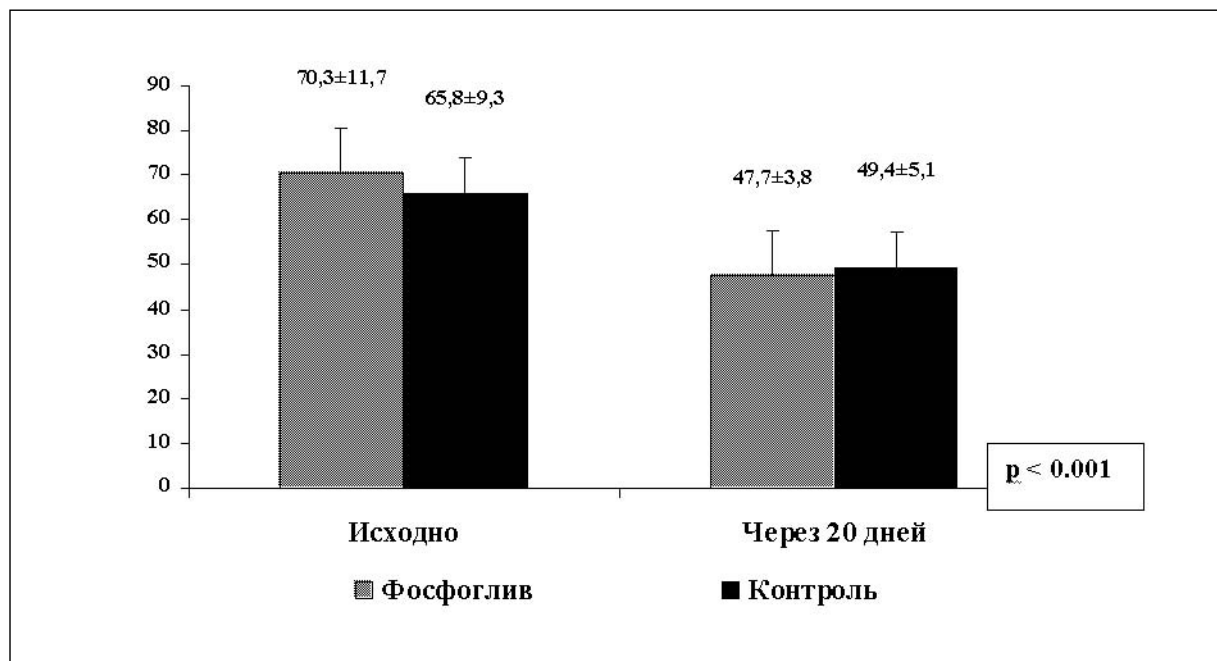 70,3±11,7
65,8±9,3
47,7±3,8
49,4±5,1
90
80
70
60
50
40
30
20
10
0
p < 0.001
Исходно
Через 20 дней
Фосфоглив
Контроль